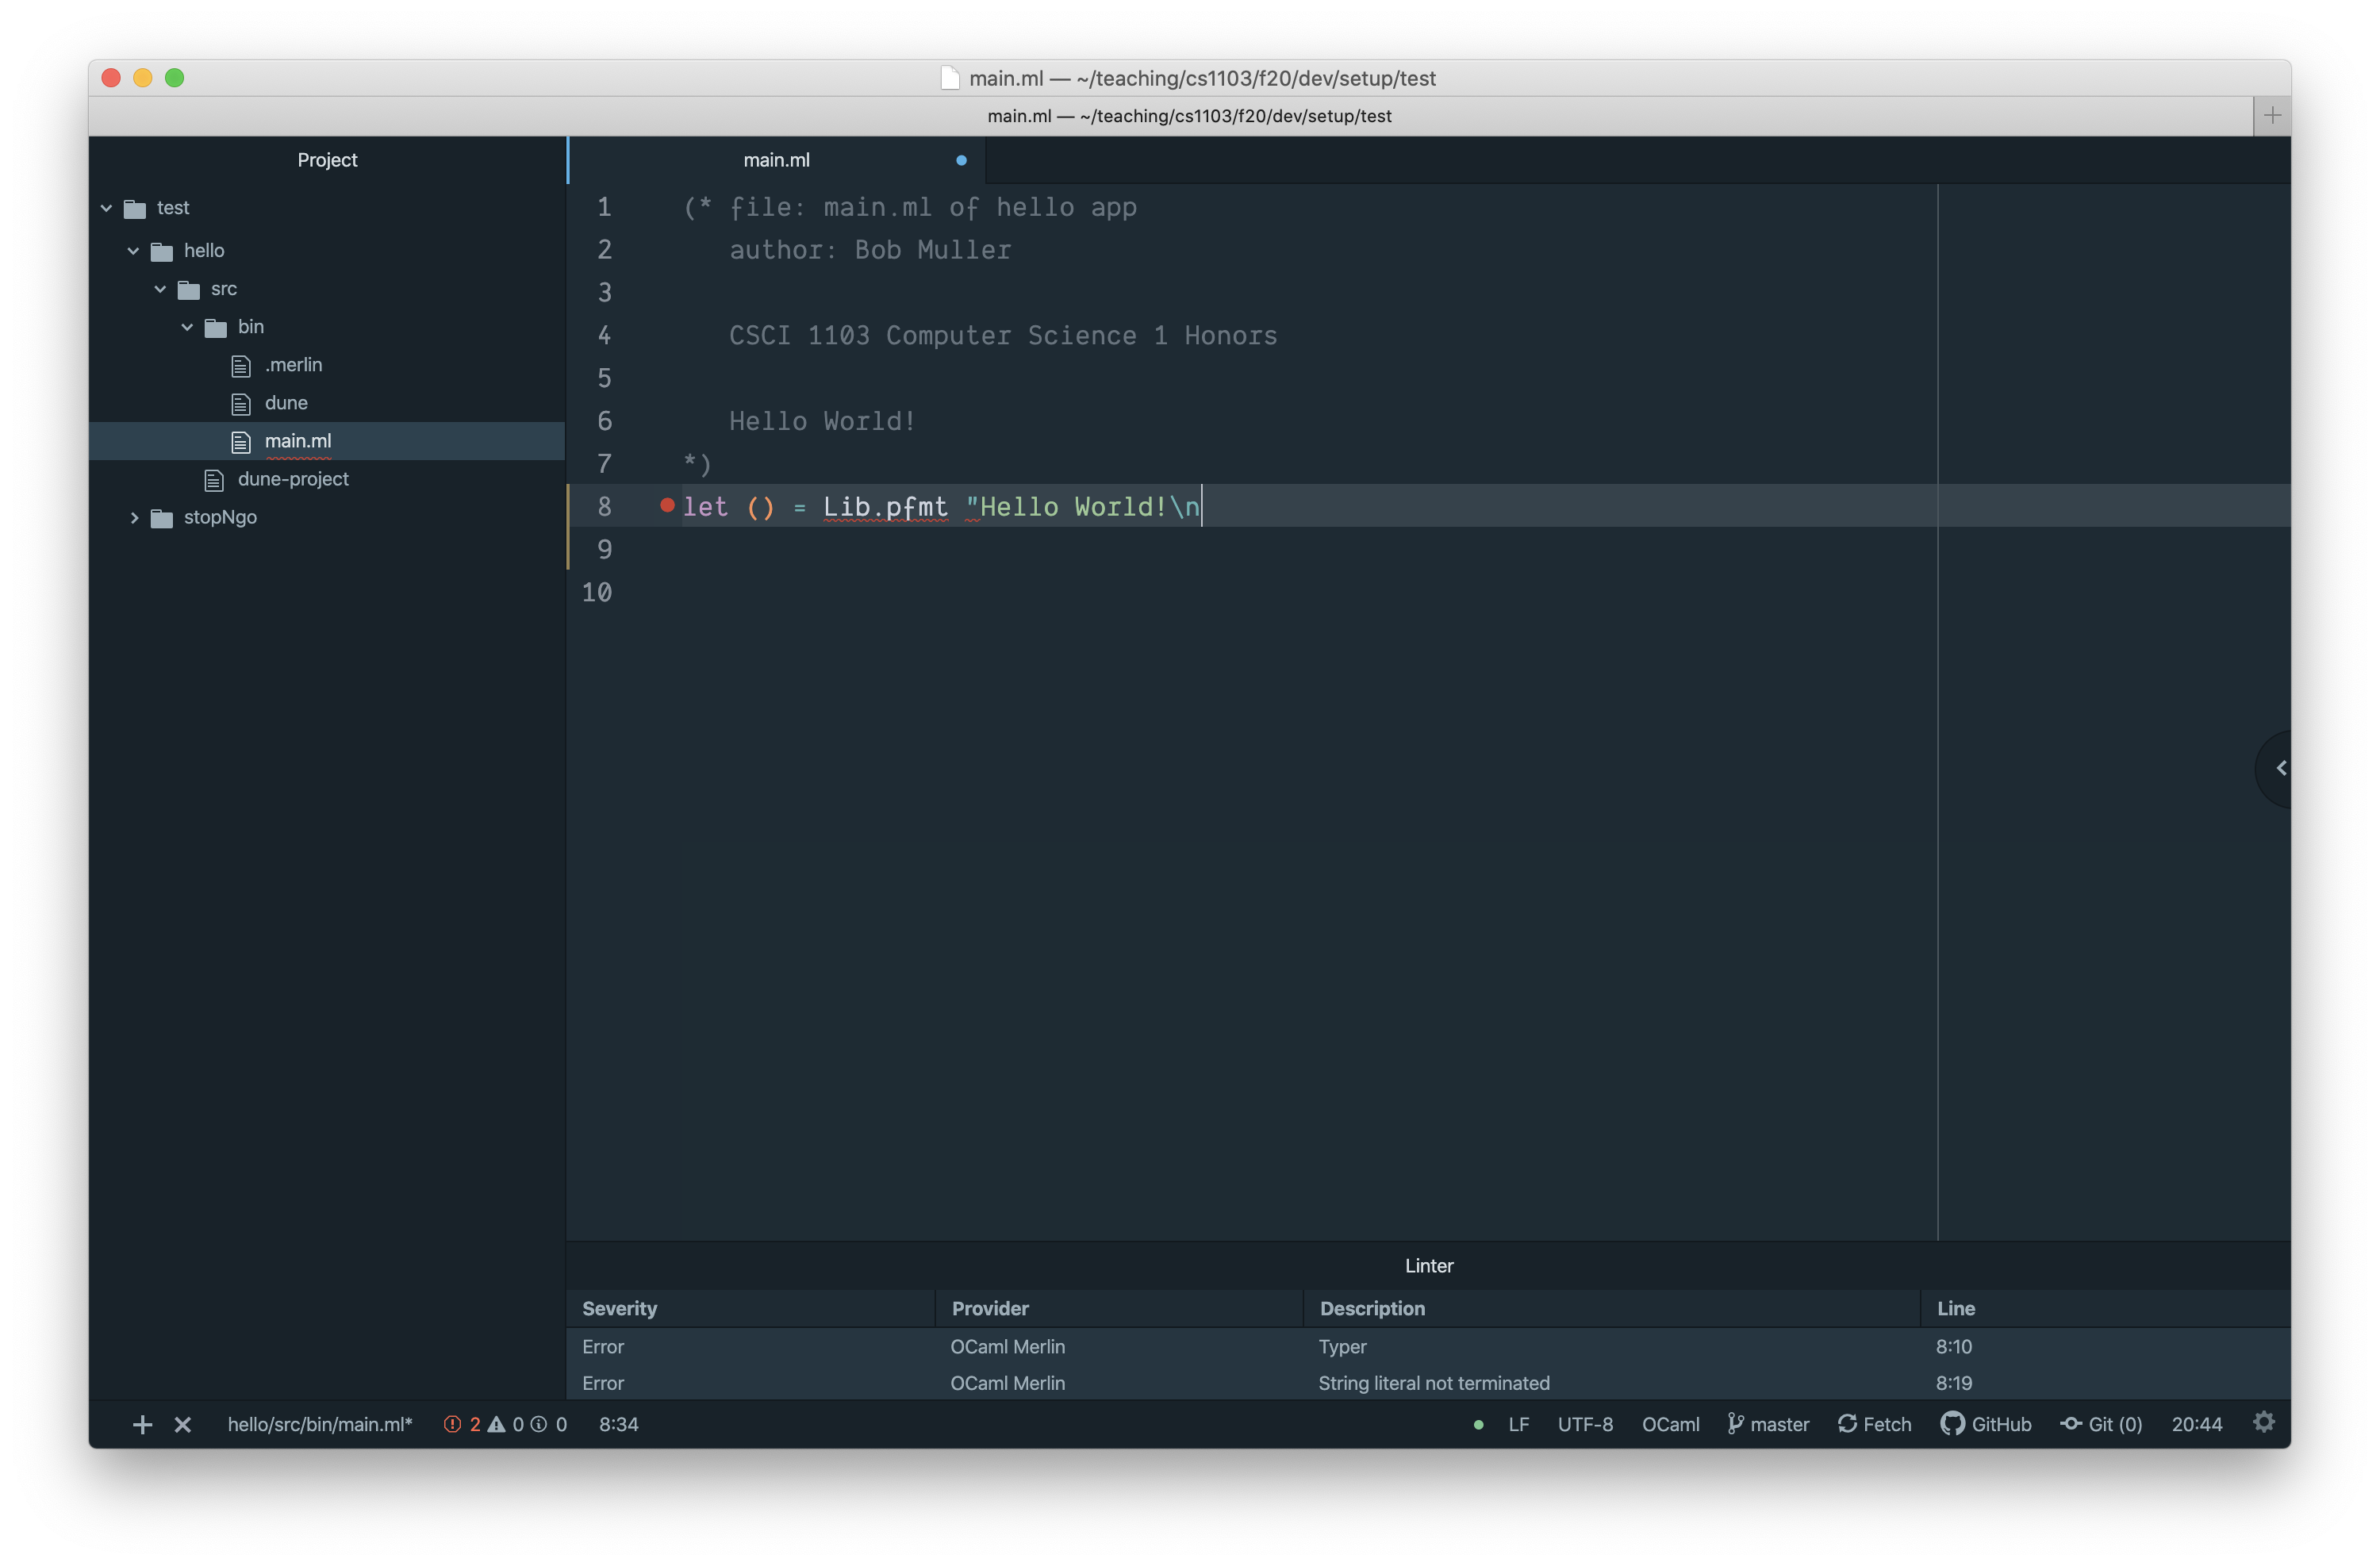 main.ml — ~/teaching/cs1103/f20/dev/setup/test
main.ml — ~/teaching/cs1103/f20/dev/setup/test
Project
test
hello
src
bin
.merlin
dune
main.ml
dune-project
stopNgo
main.ml
1 (* file: main.ml of hello app
2 author: Bob Muller
3
4 CSCI 1103 Computer Science 1 Honors
5
6 Hello World!
7 *)
8 let () = Lib.pfmt "Hello World!\n
9
10
Linter
Severity Provider Description Line
Error OCaml Merlin Typer 8:10
Error OCaml Merlin String literal not terminated 8:19
hello/src/bin/main.ml* 2 0 0 8:34 LF UTF-8 OCaml master Fetch GitHub Git (0) 20:44